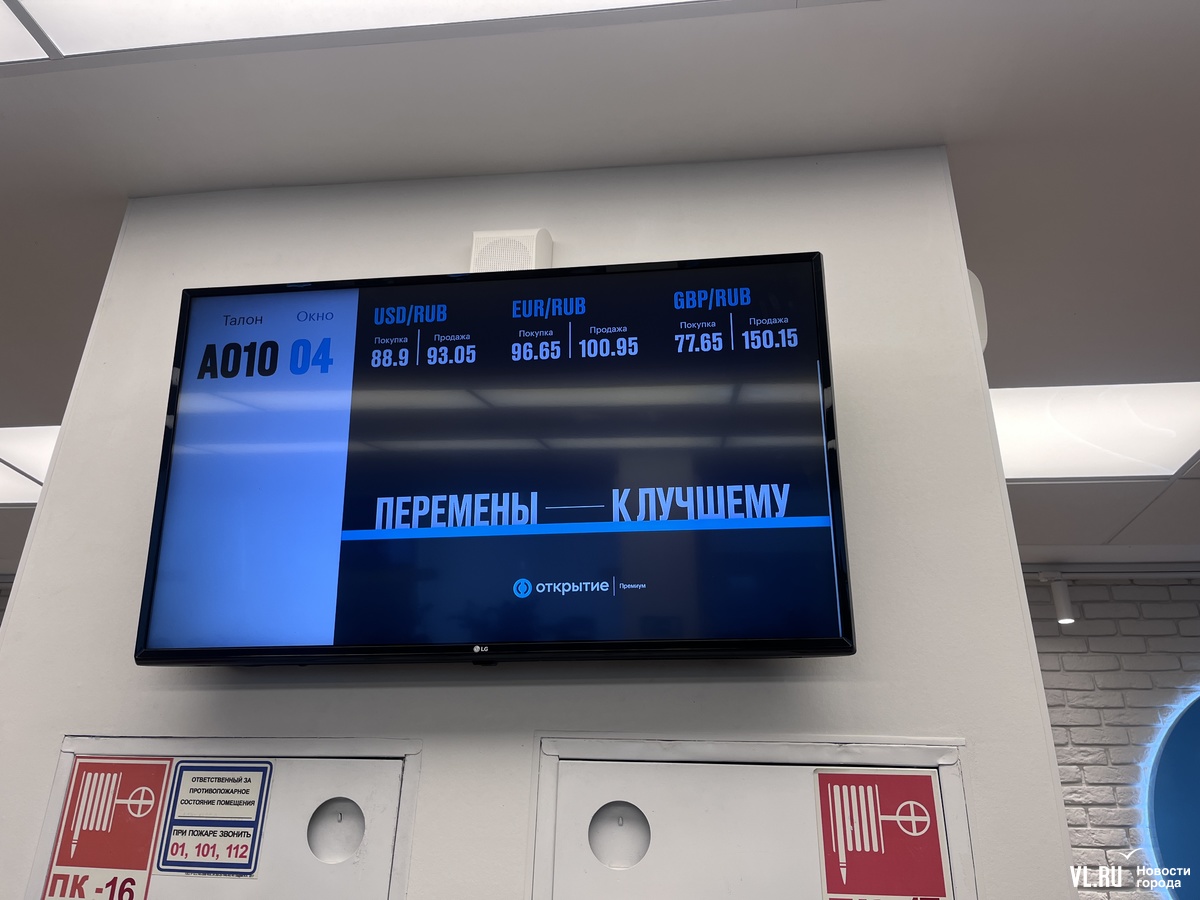 Талон Окно
A010 04
USD/RUB
Покупка Продажа
88.9 93.05
EUR/RUB
Покупка Продажа
96.65 100.95
GBP/RUB
Покупка Продажа
77.65 150.15
ПЕРЕМЕНЫ — К ЛУЧШЕМУ
открытие Премиум
LG
ОТВЕТСТВЕННЫЙ ЗА
ПРОТИВОПОЖАРНОЕ
СОСТОЯНИЕ ПОМЕЩЕНИЯ
ПРИ ПОЖАРЕ ЗВОНИТЬ
01, 101, 112
ПК -16
VL.RU Новости
города